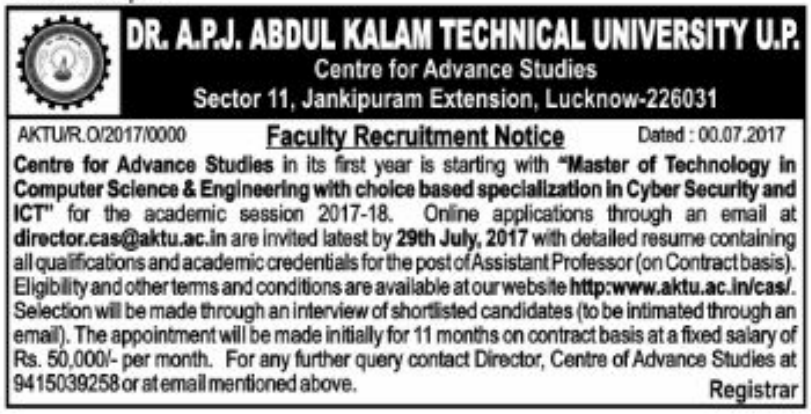 DR. A.P.J. ABDUL KALAM TECHNICAL UNIVERSITY U.P.
Centre for Advance Studies
Sector 11, Jankipuram Extension, Lucknow-226031
AKTU/R.O/2017/0000 Faculty Recruitment Notice Dated : 00.07.2017
Centre for Advance Studies in its first year is starting with “Master of Technology in
Computer Science & Engineering with choice based specialization in Cyber Security and
ICT” for the academic session 2017-18. Online applications through an email at
director.cas@aktu.ac.in are invited latest by 29th July, 2017 with detailed resume containing
all qualifications and academic credentials for the post of Assistant Professor (on Contract basis).
Eligibility and other terms and conditions are available at our website http:www.aktu.ac.in/cas/.
Selection will be made through an interview of shortlisted candidates (to be intimated through an
email). The appointment will be made initially for 11 months on contract basis at a fixed salary of
Rs. 50,000/- per month. For any further query contact Director, Centre of Advance Studies at
9415039258 or at email mentioned above.
Registrar